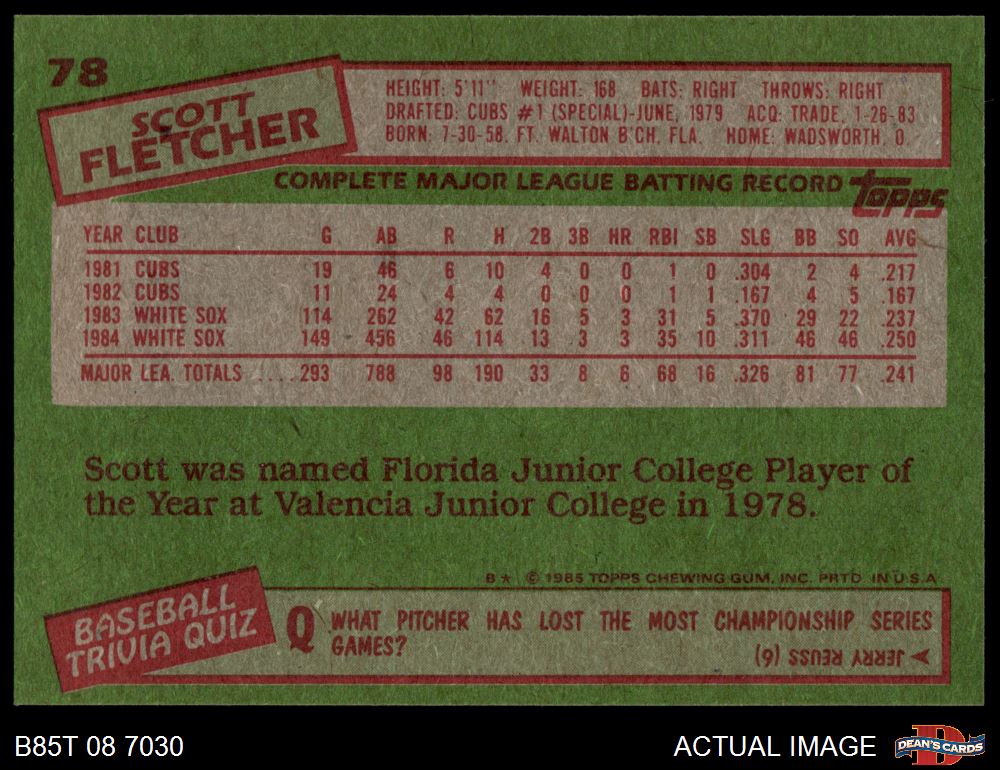 78
SCOTT
FLETCHER
HEIGHT: 5'11" WEIGHT: 168 BATS: RIGHT THROWS: RIGHT
DRAFTED: CUBS #1 (SPECIAL)-JUNE, 1979 ACQ: TRADE, 1-26-83
BORN: 7-30-58, FT. WALTON B'CH, FLA. HOME: WADSWORTH, O.
COMPLETE MAJOR LEAGUE BATTING RECORD topps
YEAR CLUB G AB R H 2B 3B HR RBI SB SLG BB SO AVG
1981 CUBS 19 46 6 10 4 0 0 1 0 .304 2 4 .217
1982 CUBS 11 24 4 4 0 0 0 1 1 .167 4 5 .167
1983 WHITE SOX 114 262 42 62 16 5 3 31 5 .370 29 22 .237
1984 WHITE SOX 149 456 46 114 13 3 3 35 10 .311 46 46 .250
MAJOR LEA. TOTALS .... 293 788 98 190 33 8 6 68 16 .326 81 77 .241
Scott was named Florida Junior College Player of
the Year at Valencia Junior College in 1978.
B★ © 1985 TOPPS CHEWING GUM, INC. PRTD. IN U.S.A.
BASEBALL
TRIVIA QUIZ
Q WHAT PITCHER HAS LOST THE MOST CHAMPIONSHIP SERIES
GAMES?
JERRY REUSS (6)
B85T 08 7030
ACTUAL IMAGE
DEAN'S CARDS